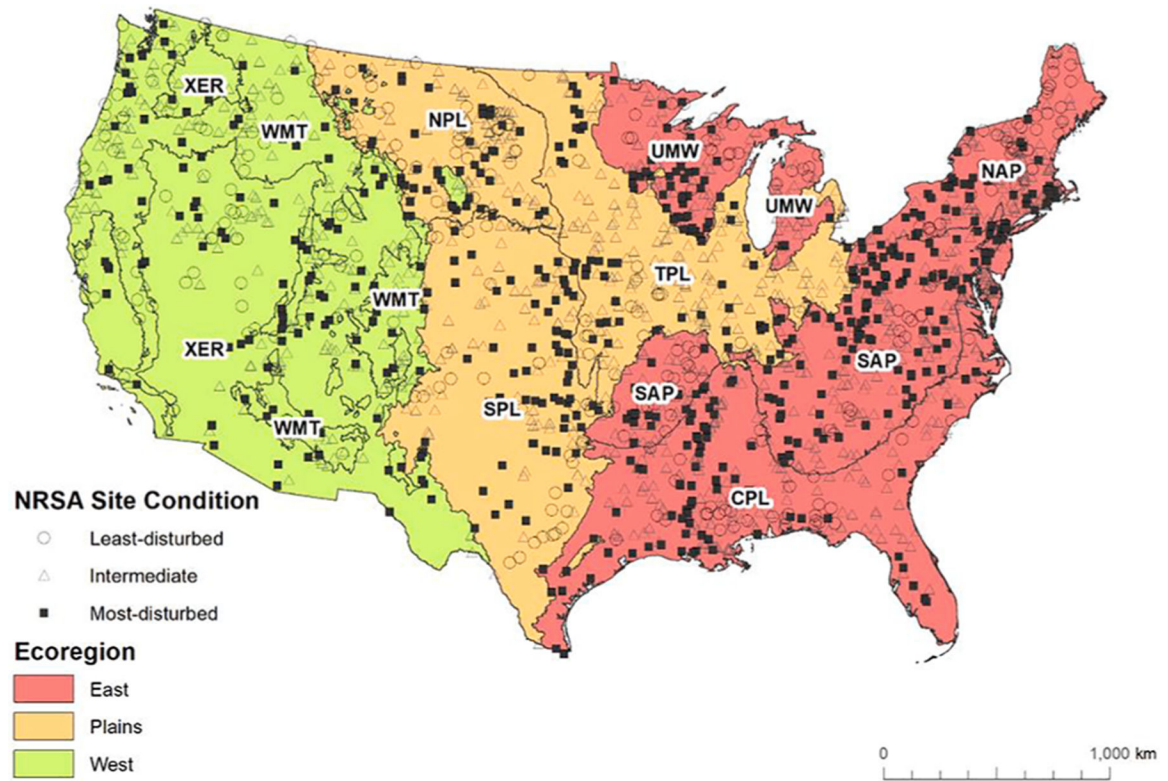 XER
WMT
NPL
UMW
NAP
UMW
TPL
WMT
XER
SAP
SAP
SPL
WMT
CPL
NRSA Site Condition
Least-disturbed
Intermediate
Most-disturbed
Ecoregion
East
Plains
West
0 1,000 km